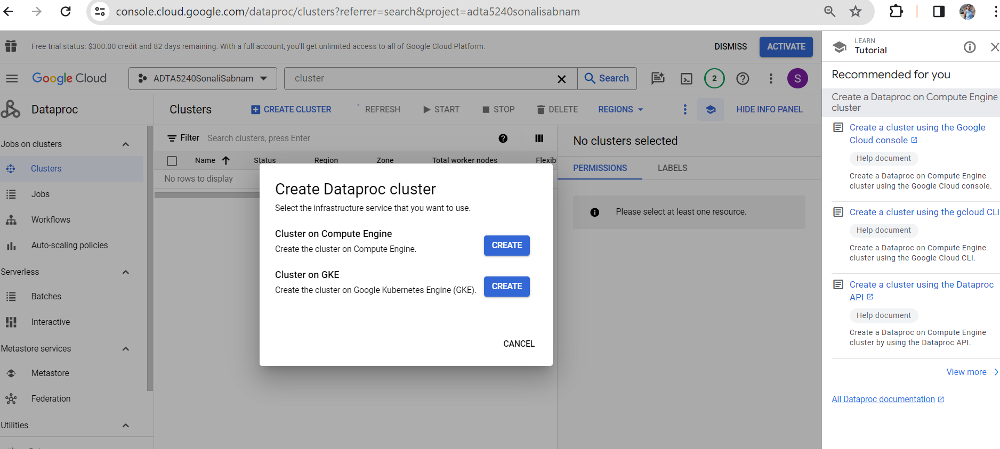 console.cloud.google.com/dataproc/clusters?referrer=search&project=adta5240sonalisabnam
Free trial status: $300.00 credit and 82 days remaining. With a full account, you'll get unlimited access to all of Google Cloud Platform.
DISMISS
ACTIVATE
Google Cloud
ADTA5240SonaliSabnam
cluster
Search
2
S
Dataproc
Clusters
CREATE CLUSTER
REFRESH
START
STOP
DELETE
REGIONS
HIDE INFO PANEL
Jobs on clusters
Clusters
Jobs
Workflows
Auto-scaling policies
Serverless
Batches
Interactive
Metastore services
Metastore
Federation
Utilities
Filter
Search clusters, press Enter
Name
Status
Region
Zone
Total worker nodes
Flexib
No rows to display
No clusters selected
PERMISSIONS
LABELS
Please select at least one resource.
Create Dataproc cluster
Select the infrastructure service that you want to use.
Cluster on Compute Engine
Create the cluster on Compute Engine.
CREATE
Cluster on GKE
Create the cluster on Google Kubernetes Engine (GKE).
CREATE
CANCEL
LEARN
Tutorial
Recommended for you
Create a Dataproc on Compute Engine
cluster
Create a cluster using the Google
Cloud console
Help document
Create a Dataproc on Compute Engine
cluster using the Google Cloud console.
Create a cluster using the gcloud CLI
Help document
Create a Dataproc on Compute Engine
cluster using the Google Cloud CLI.
Create a cluster using the Dataproc
API
Help document
Create a Dataproc on Compute Engine
cluster by using the Dataproc API.
View more
All Dataproc documentation